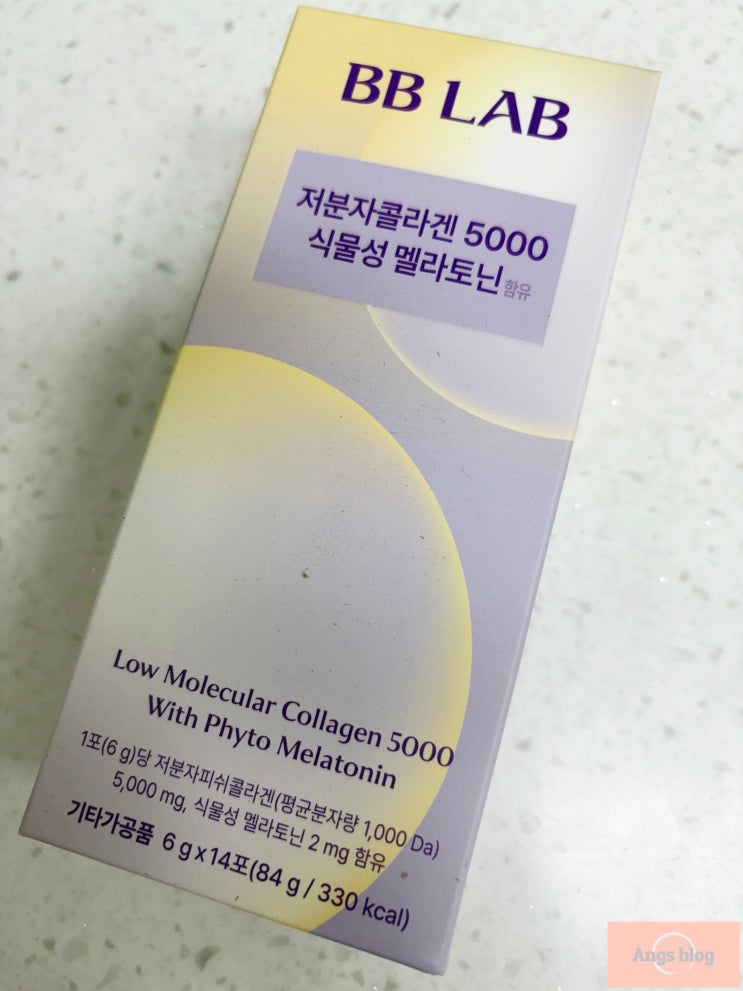 BB LAB
저분자콜라겐 5000
식물성 멜라토닌 함유
Low Molecular Collagen 5000
With Phyto Melatonin
1포(6 g)당 저분자피쉬콜라겐(평균분자량 1,000 Da)
5,000 mg, 식물성 멜라토닌 2 mg 함유
기타가공품 6 g x 14포(84 g / 330 kcal)
Angs blog